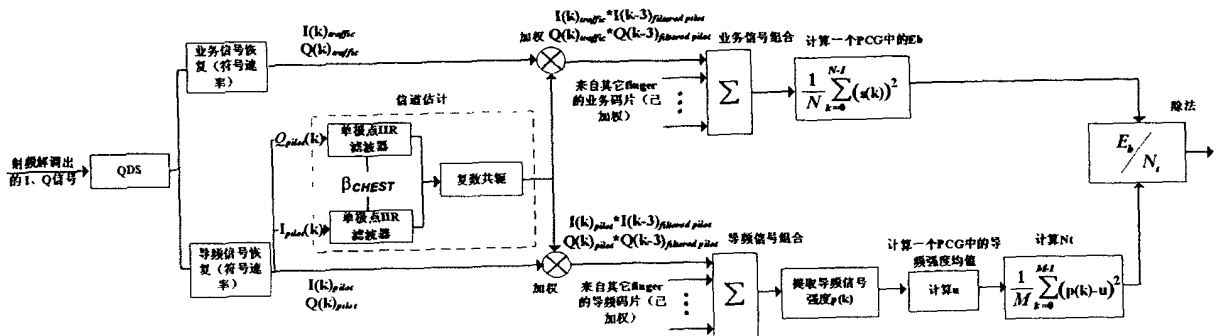 I(k)traffic
Q(k)traffic
I(k)traffic*I(k-3)filtered pilot
Q(k)traffic*Q(k-3)filtered pilot
加权
业务信号恢
复（符号速
率）
业务信号组合
计算一个PCG中的Eb
来自其它finger
的业务码片（已
加权）
∑
1/N N-1 ∑ k=0 (s(k))²
除法
信道估计
Qpilot(k)
单极点IIR
滤波器
射频解调出
的I、Q信号
QDS
βCHEST
复数共轭
Eb/Nt
Ipilot(k)
单极点IIR
滤波器
I(k)pilot*I(k-3)filtered pilot
Q(k)pilot*Q(k-3)filtered pilot
导频信号组合
导频信号恢
复（符号速
率）
计算一个PCG中的导
频强度均值
计算Nt
I(k)pilot
Q(k)pilot
加权
来自其它finger
的导频码片（已
加权）
∑
提取导频信号
强度p(k)
计算u
1/M M-1 ∑ k=0 (p(k)-u)²